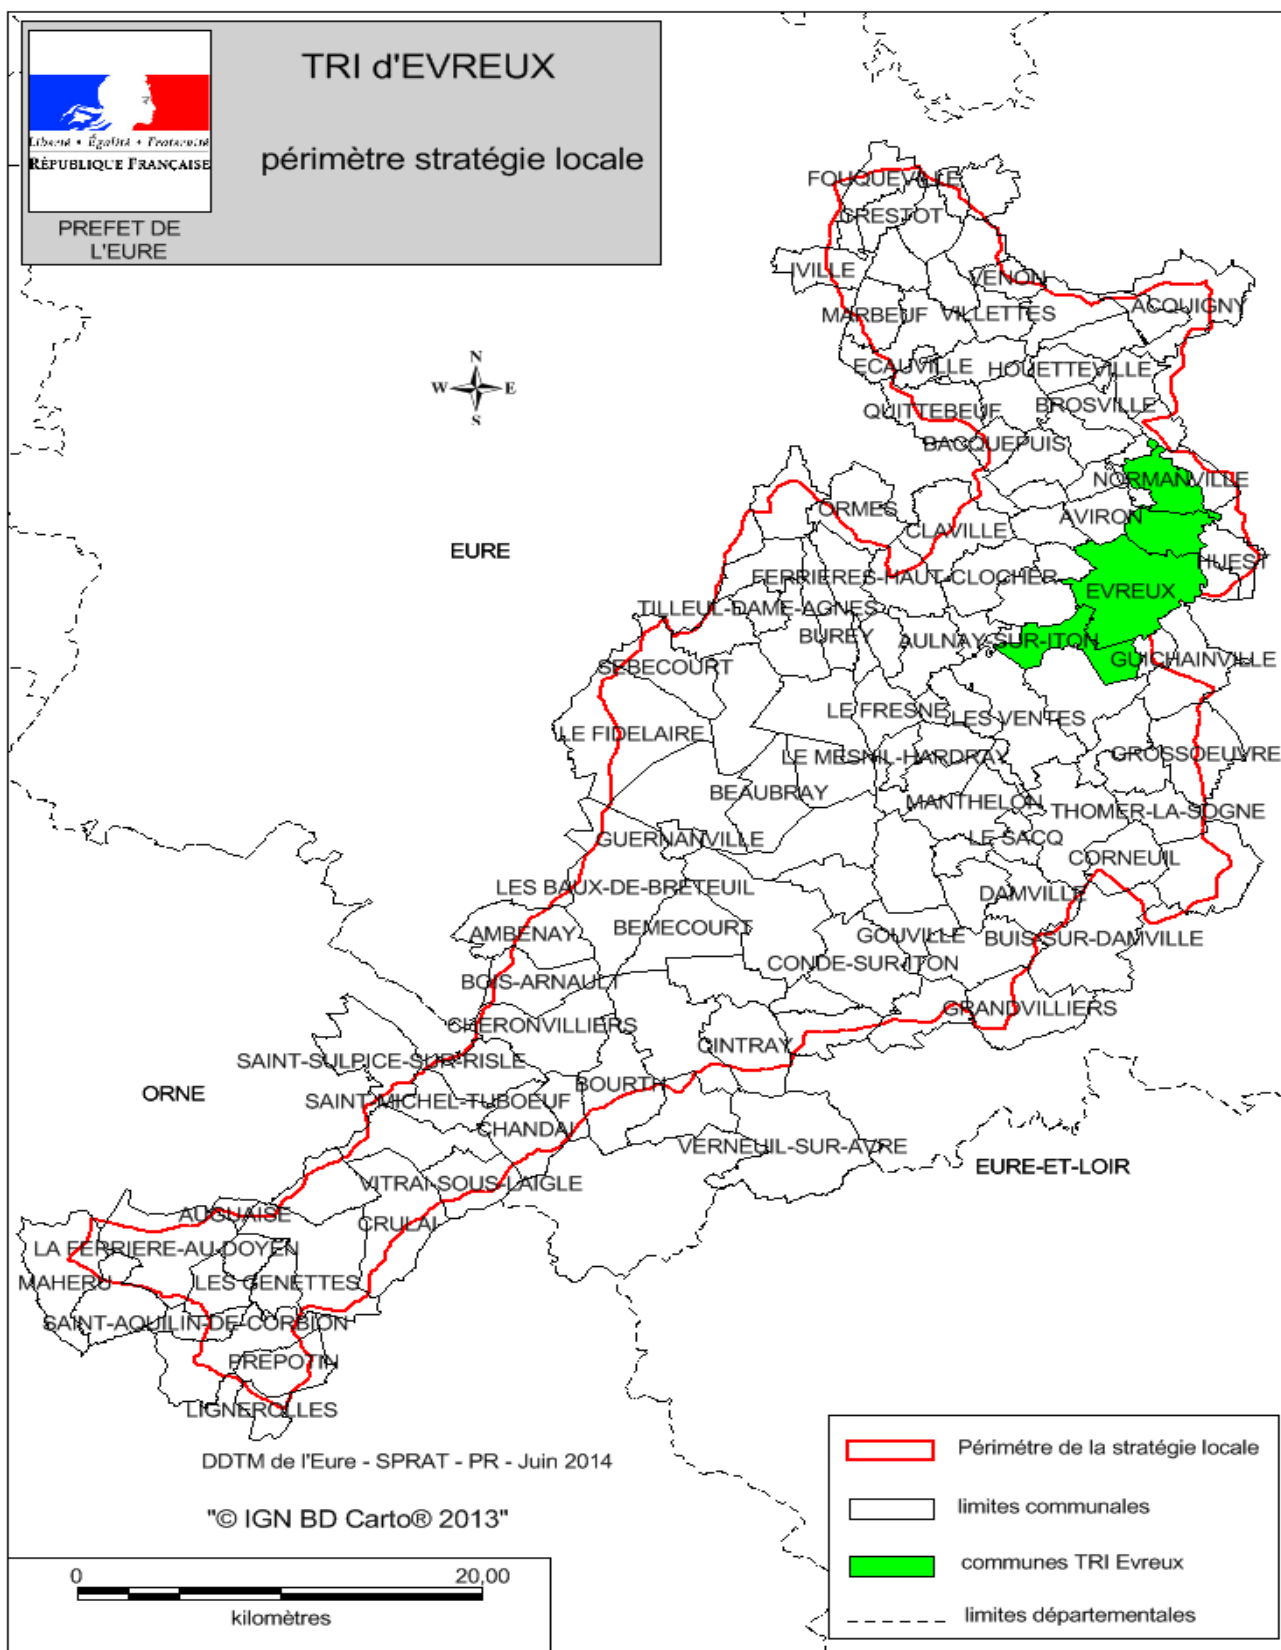 TRI d'EVREUX
périmètre stratégie locale
Liberté • Égalité • Fraternité
RÉPUBLIQUE FRANÇAISE
PREFET DE
L'EURE
FOUQUEVILLE
CRESTOT
IVILLE
VENON
MARBEUF
VILLETTES
ACQUIGNY
ECAUVILLE
HOUETTEVILLE
QUITTEBEUF
BROSVILLE
BACQUEPUIS
NORMANVILLE
ORMES
CLAVILLE
AVIRON
EURE
HUEST
FERRIERES-HAUT-CLOCHER
EVREUX
TILLEUL-DAME-AGNES
BUREY
AULNAY-SUR-ITON
SEBECOURT
GUICHAINVILLE
LE FRESNE
LES VENTES
LE FIDELAIRE
LE MESNIL-HARDRAY
GROSSOEUVRE
BEAUBRAY
MANTHELON
THOMER-LA-SOGNE
GUERNANVILLE
LE SACQ
CORNEUIL
LES BAUX-DE-BRETEUIL
DAMVILLE
AMBENAY
BEMECOURT
GOUVILLE
BUIS-SUR-DAMVILLE
CONDE-SUR-ITON
BOIS-ARNAULT
GRANDVILLIERS
CHERONVILLIERS
CINTRAY
SAINT-SULPICE-SUR-RISLE
BOURTH
ORNE
SAINT-MICHEL-TUBOEUF
CHANDAI
VERNEUIL-SUR-AVRE
EURE-ET-LOIR
VITRAI-SOUS-LAIGLE
AUGUAISE
CRULAI
LA FERRIERE-AU-DOYEN
MAHERU
LES GENETTES
SAINT-AQUILIN-DE-CORBION
PREPOTIN
LIGNEROLLES
N
W E
S
DDTM de l'Eure - SPRAT - PR - Juin 2014
"© IGN BD Carto® 2013"
0 20,00
kilomètres
Périmétre de la stratégie locale
limites communales
communes TRI Evreux
limites départementales